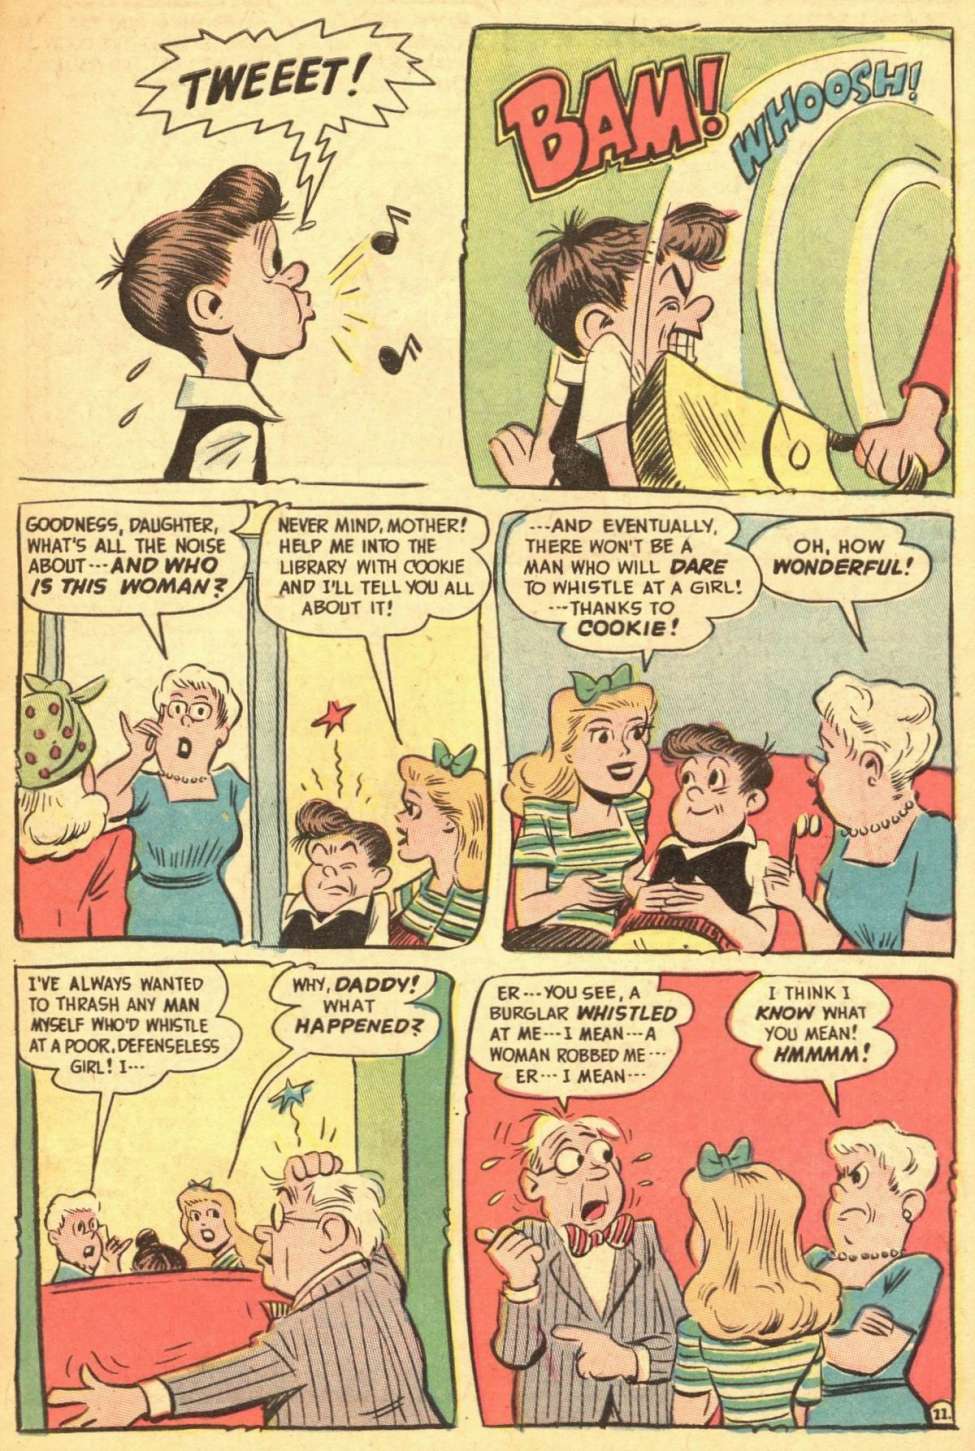 TWEEET!
BAM!
WHOOSH!
GOODNESS, DAUGHTER,
WHAT'S ALL THE NOISE
ABOUT---AND WHO
IS THIS WOMAN?
NEVER MIND, MOTHER!
HELP ME INTO THE
LIBRARY WITH COOKIE
AND I'LL TELL YOU ALL
ABOUT IT!
---AND EVENTUALLY,
THERE WON'T BE A
MAN WHO WILL DARE
TO WHISTLE AT A GIRL!
---THANKS TO
COOKIE!
OH, HOW
WONDERFUL!
I'VE ALWAYS WANTED
TO THRASH ANY MAN
MYSELF WHO'D WHISTLE
AT A POOR, DEFENSELESS
GIRL! I---
WHY, DADDY!
WHAT
HAPPENED?
ER---YOU SEE, A
BURGLAR WHISTLED
AT ME---I MEAN---A
WOMAN ROBBED ME---
ER---I MEAN---
I THINK I
KNOW WHAT
YOU MEAN!
HMMMM!
11.